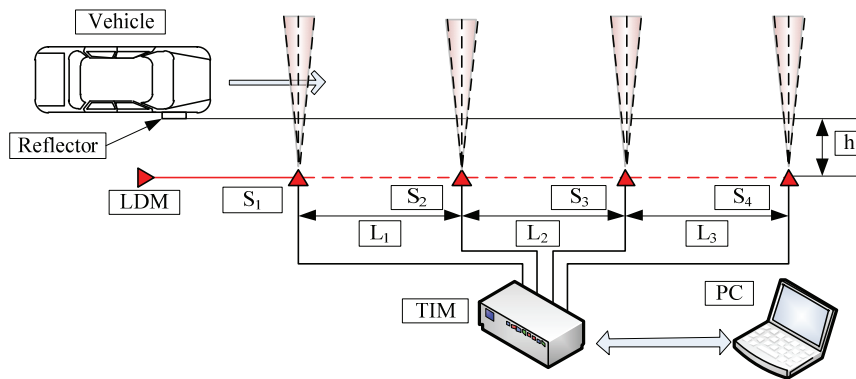 Vehicle
Reflector
h
LDM
S₁
S₂
S₃
S₄
L₁
L₂
L₃
TIM
PC